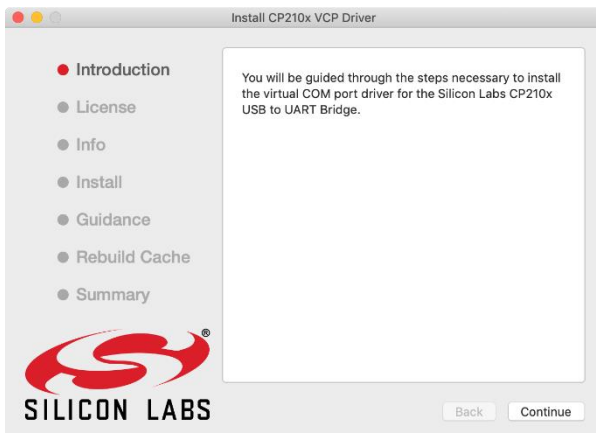 Install CP210x VCP Driver
Introduction
License
Info
Install
Guidance
Rebuild Cache
Summary
You will be guided through the steps necessary to install
the virtual COM port driver for the Silicon Labs CP210x
USB to UART Bridge.
®
SILICON LABS
Back
Continue